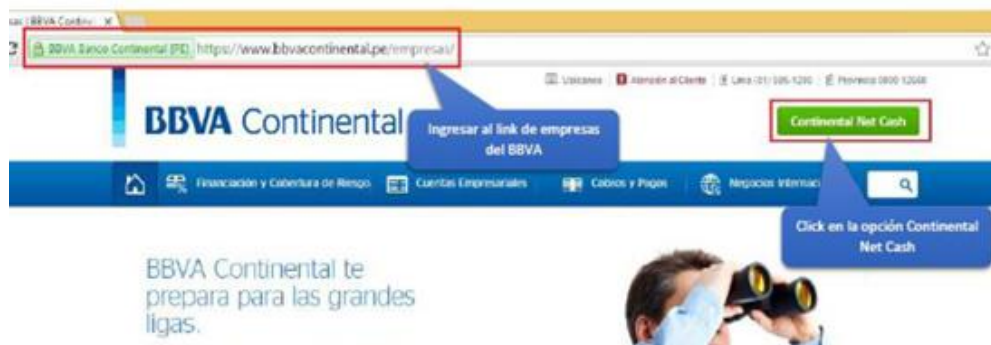 BBVA Contine X
BBVA Banco Continental (PE) https://www.bbvacontinental.pe/empresas/
Ubícanos Atención al Cliente Lima (01) 595-1200 Provincia 0800
BBVA Continental
Ingresar al link de empresas
del BBVA
Continental Net Cash
Financiación y Cobertura de Riesgo Cuentas Empresariales Cobros y Pagos Negocios Internac
Click en la opción Continental
Net Cash
BBVA Continental te
prepara para las grandes
ligas.